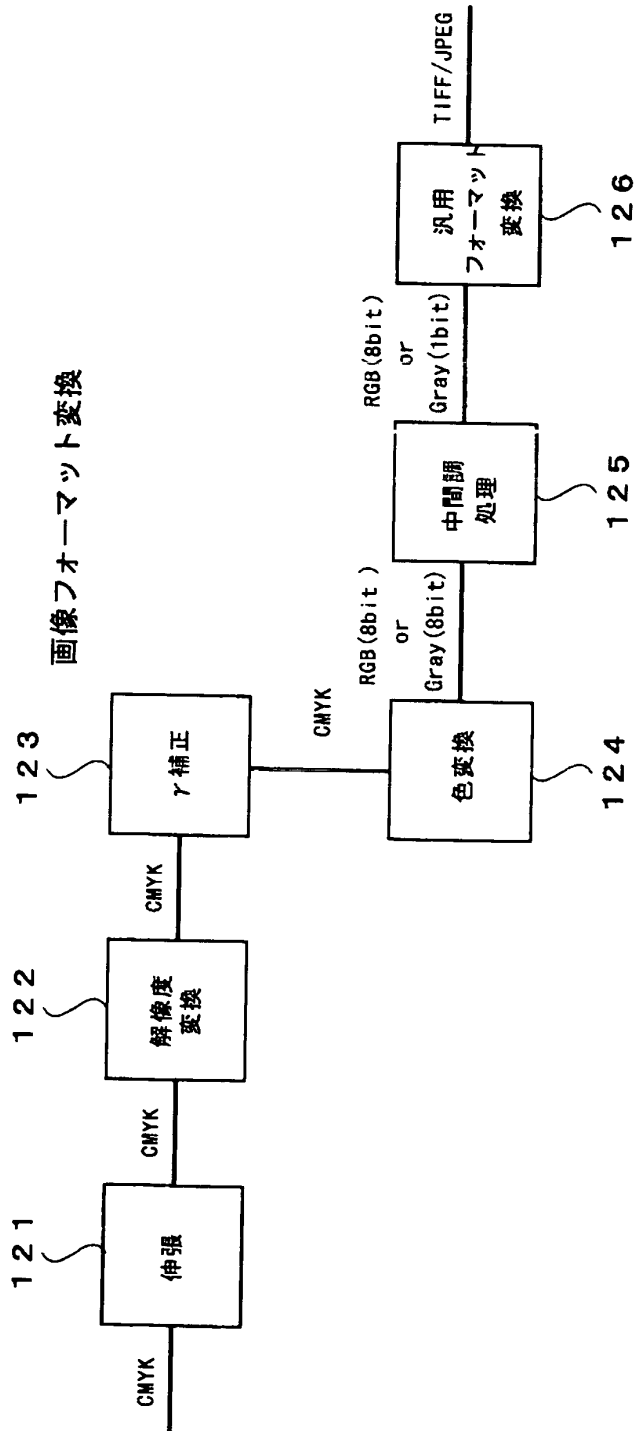 画像フォーマット変換
CMYK
121
伸張
CMYK
122
解像度
変換
CMYK
123
γ補正
CMYK
124
色変換
RGB(8bit)
or
Gray(8bit)
125
中間調
処理
RGB(8bit)
or
Gray(1bit)
126
汎用
フォーマット
変換
TIFF/JPEG